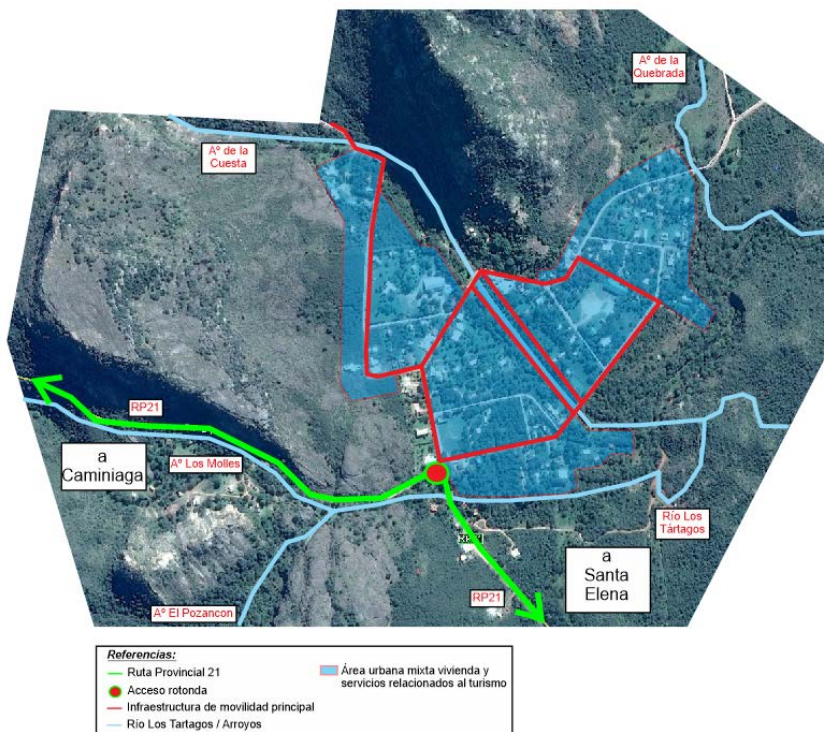 Aº de la
Quebrada
Aº de la
Cuesta
RP21
a
Caminiaga
Aº Los Molles
Río Los
Tártagos
a
Santa
Elena
RP21
Aº El Pozancon
Referencias:
Ruta Provincial 21
Acceso rotonda
Infraestructura de movilidad principal
Río Los Tartagos / Arroyos
Área urbana mixta vivienda y
servicios relacionados al turismo